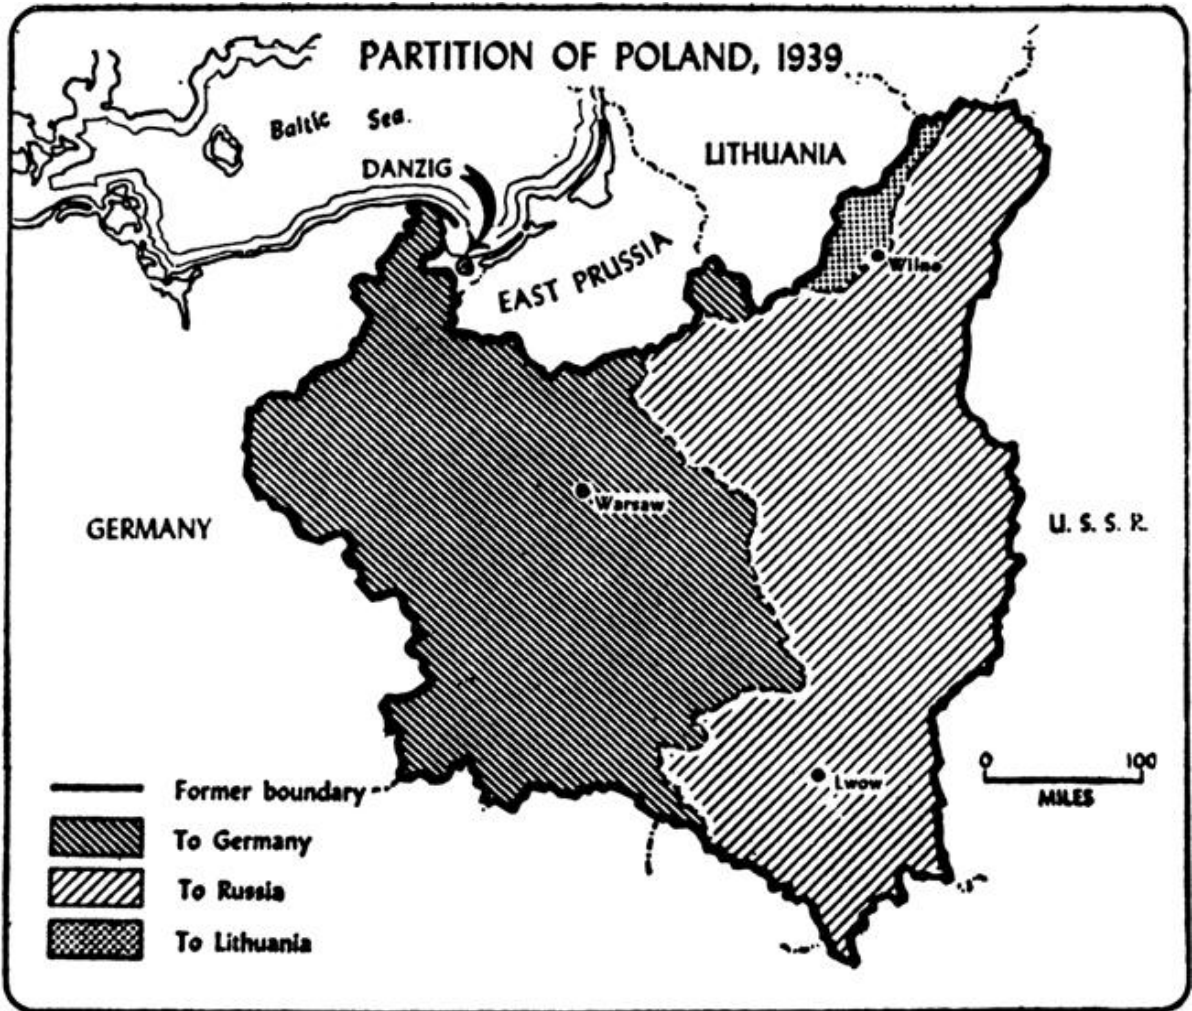 PARTITION OF POLAND, 1939
Baltic Sea.
DANZIG
LITHUANIA
EAST PRUSSIA
Wilno
Warsaw
GERMANY
U. S. S. R.
Lwow
0 100
MILES
Former boundary
To Germany
To Russia
To Lithuania